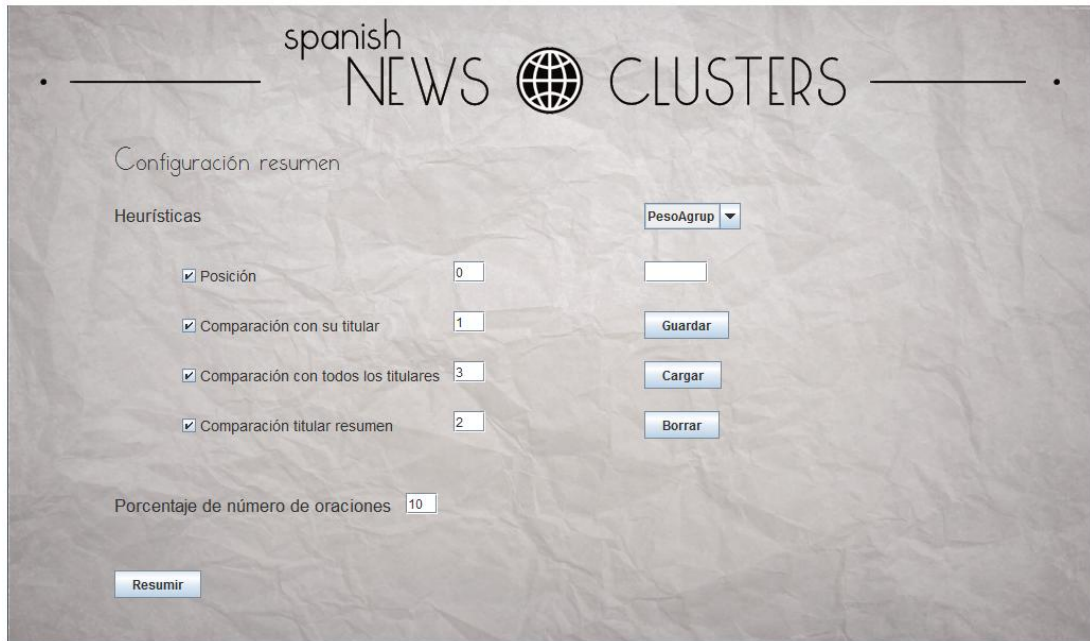 spanish
NEWS CLUSTERS
Configuración resumen
Heurísticas PesoAgrup
Posición 0
Comparación con su titular 1 Guardar
Comparación con todos los titulares 3 Cargar
Comparación titular resumen 2 Borrar
Porcentaje de número de oraciones 10
Resumir